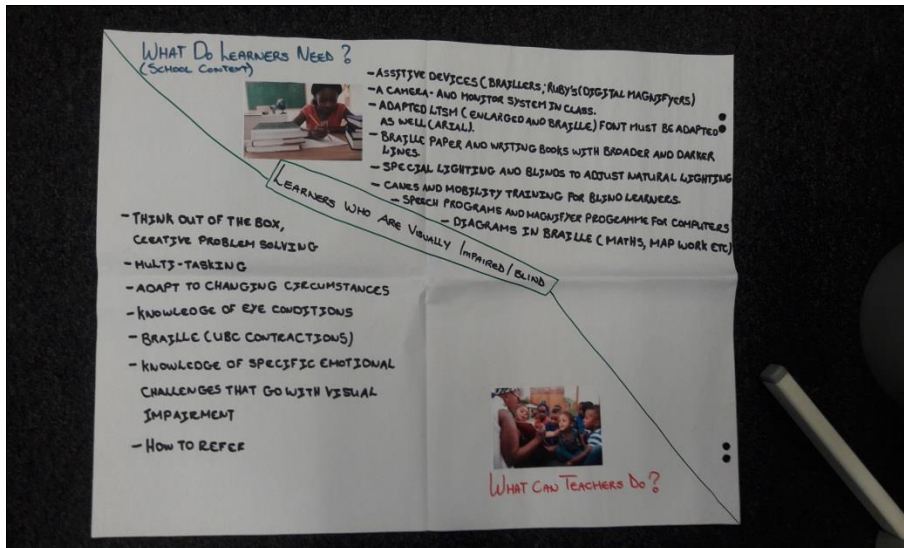 WHAT DO LEARNERS NEED?
(SCHOOL CONTEXT)
- ASSITIVE DEVICES (BRAILLERS; RUBY'S (DIGITAL MAGNIFYERS)
- A CAMERA- AND MONITOR SYSTEM IN CLASS.
- ADAPTED LTSM (ENLARGED AND BRAILLE) FONT MUST BE ADAPTED
AS WELL (ARIAL).
- BRAILLE PAPER AND WRITING BOOKS WITH BROADER AND DARKER
LINES.
- SPECIAL LIGHTING AND BLINDS TO ADJUST NATURAL LIGHTING
- CANES AND MOBILITY TRAINING FOR BLIND LEARNERS.
- SPEECH PROGRAMS AND MAGNIFYER PROGRAMME FOR COMPUTERS
- DIAGRAMS IN BRAILLE (MATHS, MAP WORK ETC)
LEARNERS WHO ARE VISUALLY IMPAIRED/BLIND
- THINK OUT OF THE BOX,
CREATIVE PROBLEM SOLVING
- MULTI-TASKING
- ADAPT TO CHANGING CIRCUMSTANCES
- KNOWLEDGE OF EYE CONDITIONS
- BRAILLE (UBC CONTRACTIONS)
- KNOWLEDGE OF SPECIFIC EMOTIONAL
CHALLENGES THAT GO WITH VISUAL
IMPAIRMENT
- HOW TO REFER
WHAT CAN TEACHERS DO?